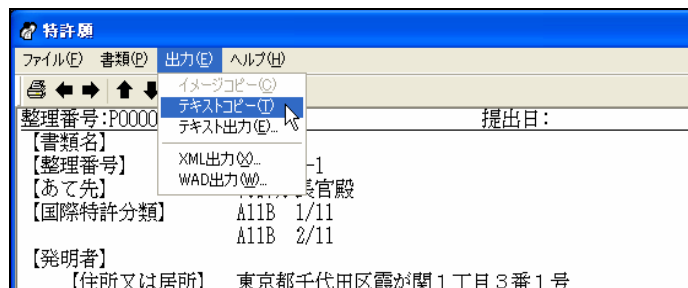 特許願
ファイル(F) 書類(P) 出力(E) ヘルプ(H)
イメージコピー(C)
テキストコピー(T)
テキスト出力(E)...
XML出力(X)...
WAD出力(W)...
整理番号:P0000 提出日:
【書類名】
【整理番号】 -1
【あて先】 長官殿
【国際特許分類】 A11B 1/11
A11B 2/11
【発明者】
【住所又は居所】 東京都千代田区霞が関1丁目3番1号